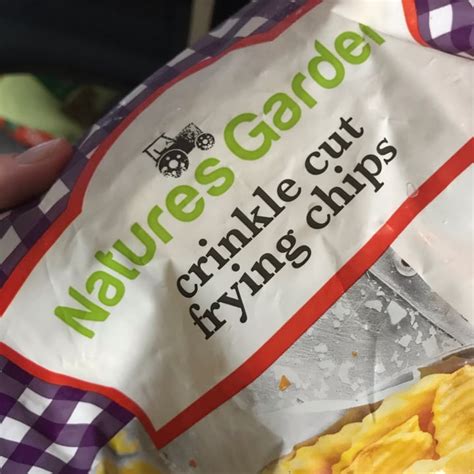 Natures Garden
crinkle cut
frying chips